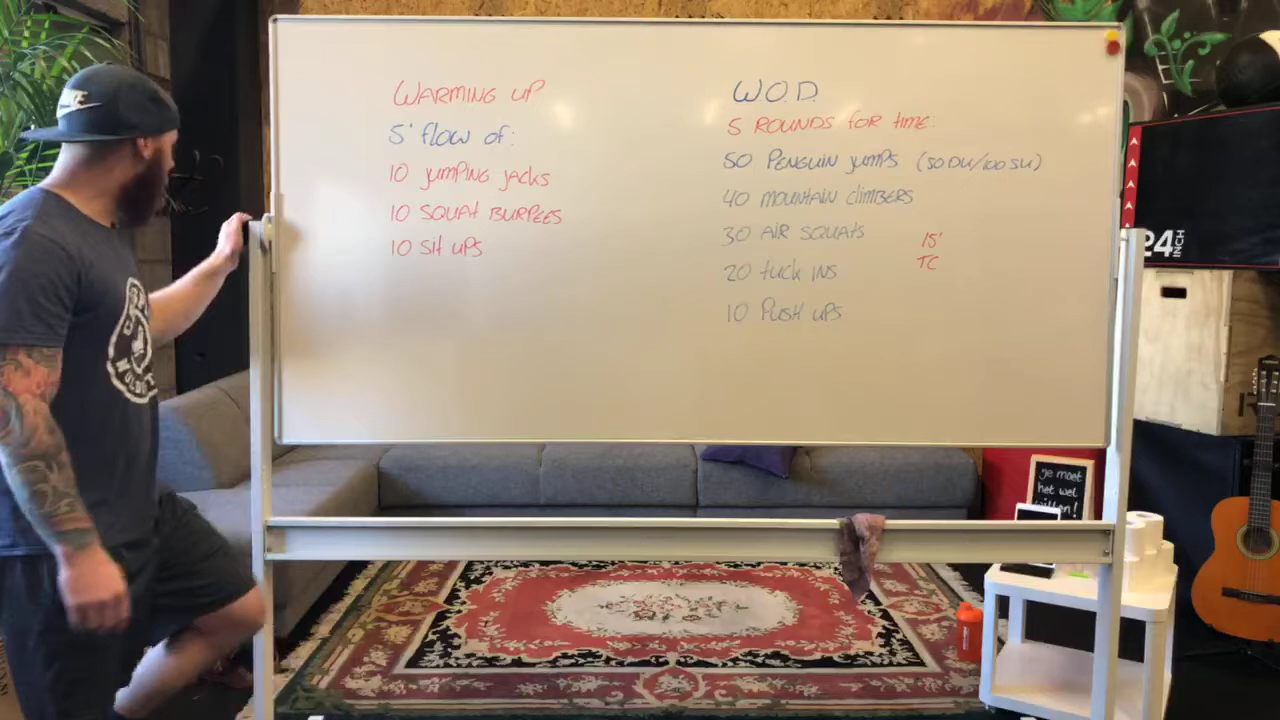 WARMING UP
5' flow of:
10 jumping jacks
10 squat burpees
10 sit ups
W.O.D.
5 ROUNDS FOR TIME:
50 PENGUIN jumps (50 DU/100 SU)
40 mountain climbers
30 AIR SQUATS
20 tuck ins
10 Push ups
15'
TC
24 INCH
je moet
het wel
willen!